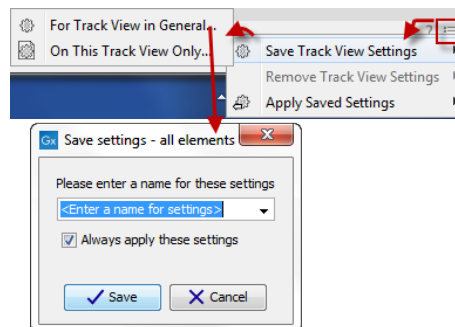 For Track View in General...
On This Track View Only...
?
Save Track View Settings
Remove Track View Settings
Apply Saved Settings
Gx Save settings - all elements
Please enter a name for these settings
<Enter a name for settings>
Always apply these settings
Save
Cancel